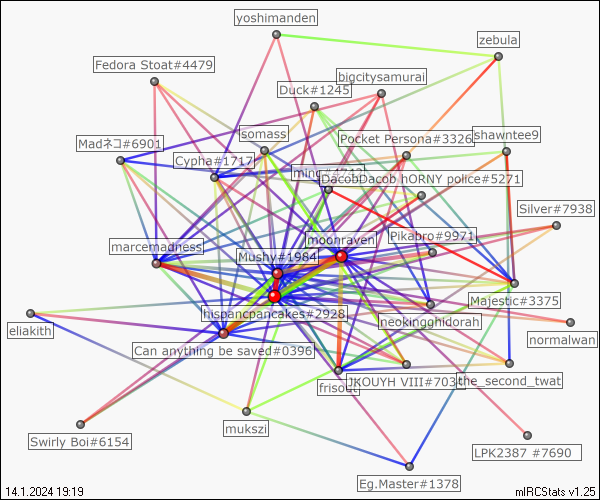 yoshimanden
zebula
Fedora Stoat#4479
bigcitysamurai
Duck#1245
somass
Pocket Persona#3326
shawntee9
Madネコ#6901
Cypha#1717
DacobDacob hORNY police#5271
Silver#7938
marcemadness
moonraven
Pikabro#9971
Mushy#1984
Majestic#3375
hispancpancakes#2928
neokingghidorah
eliakith
normalwan
Can anything be saved#0396
frisout
JKOUYH VIII#703
the_second_twat
mukszi
Swirly Boi#6154
LPK2387 #7690
Eg.Master#1378
14.1.2024 19:19
mIRCStats v1.25